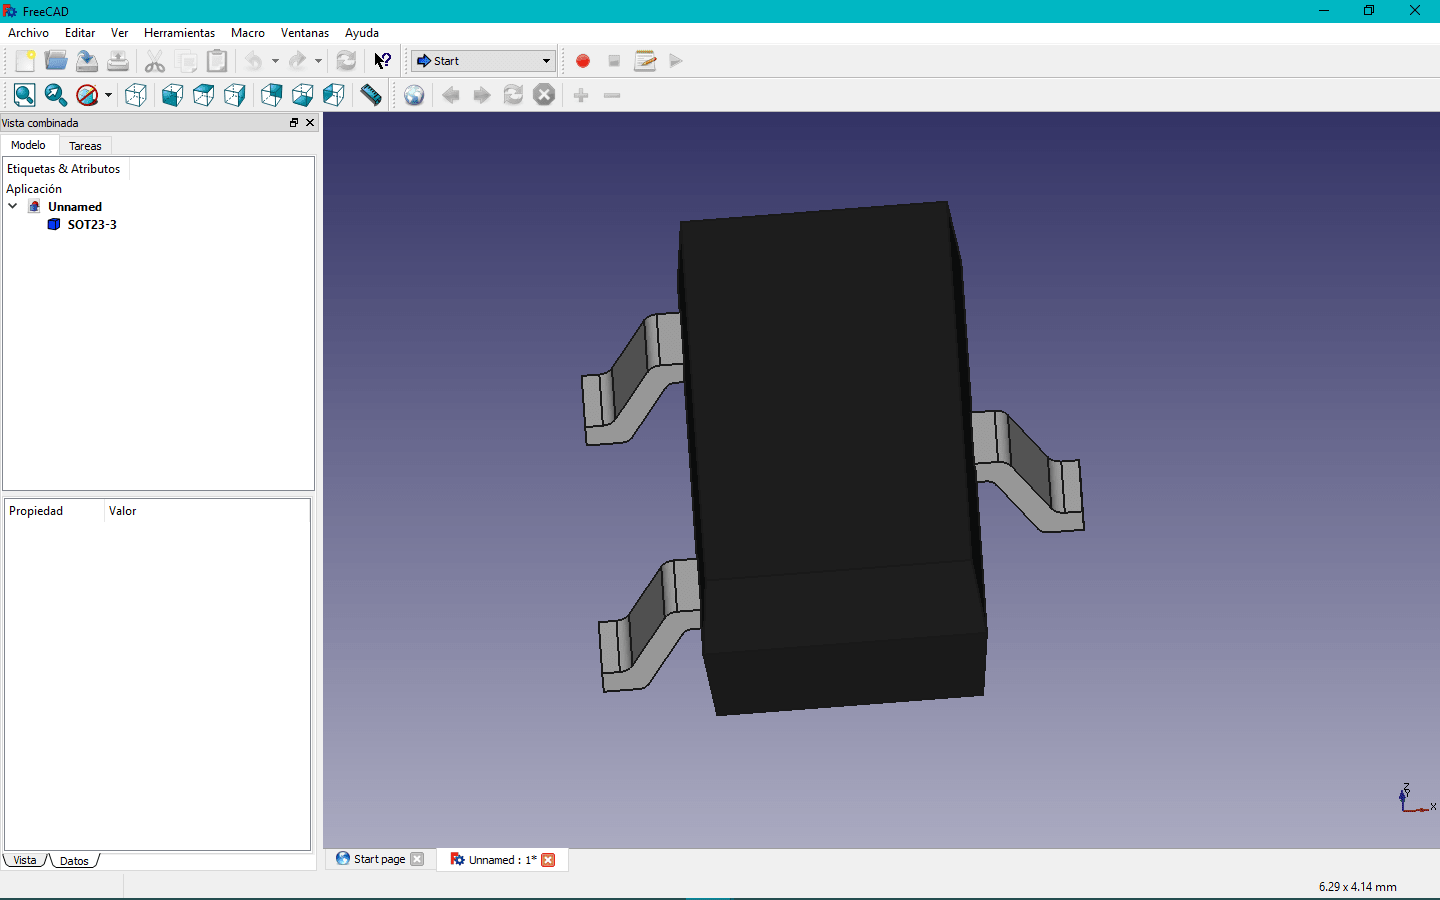 FreeCAD
Archivo Editar Ver Herramientas Macro Ventanas Ayuda
Start
Vista combinada
Modelo Tareas
Etiquetas & Atributos
Aplicación
Unnamed
SOT23-3
Propiedad Valor
Z
Y
X
Vista Datos
Start page Unnamed : 1*
6.29 x 4.14 mm